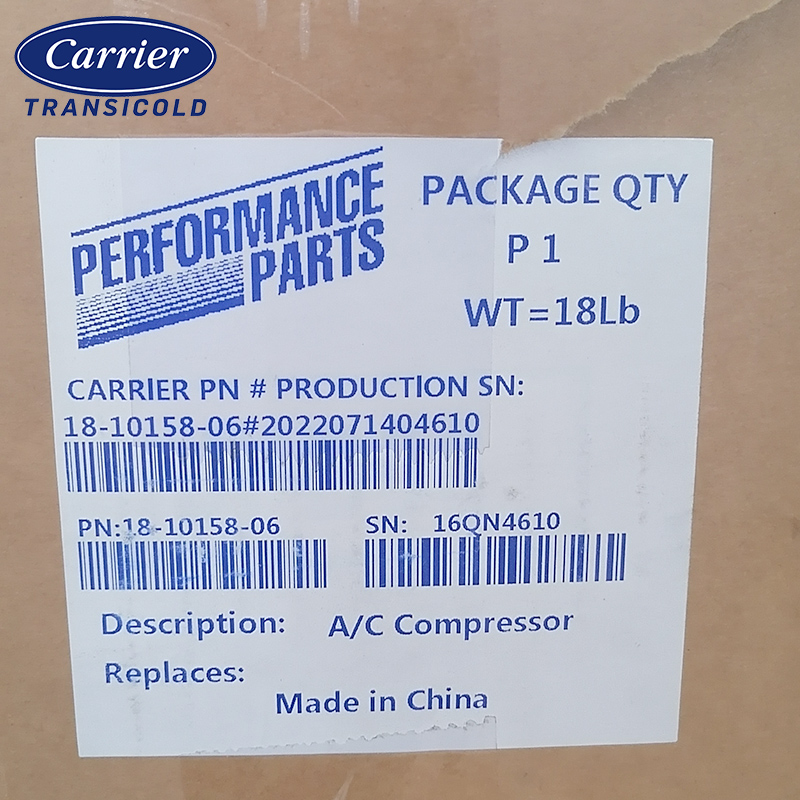 Carrier
TRANSICOLD
PERFORMANCE
PARTS
PACKAGE QTY
P 1
WT=18Lb
CARRIER PN # PRODUCTION SN:
18-10158-06#2022071404610
PN:18-10158-06
SN: 16QN4610
Description: A/C Compressor
Replaces:
Made in China